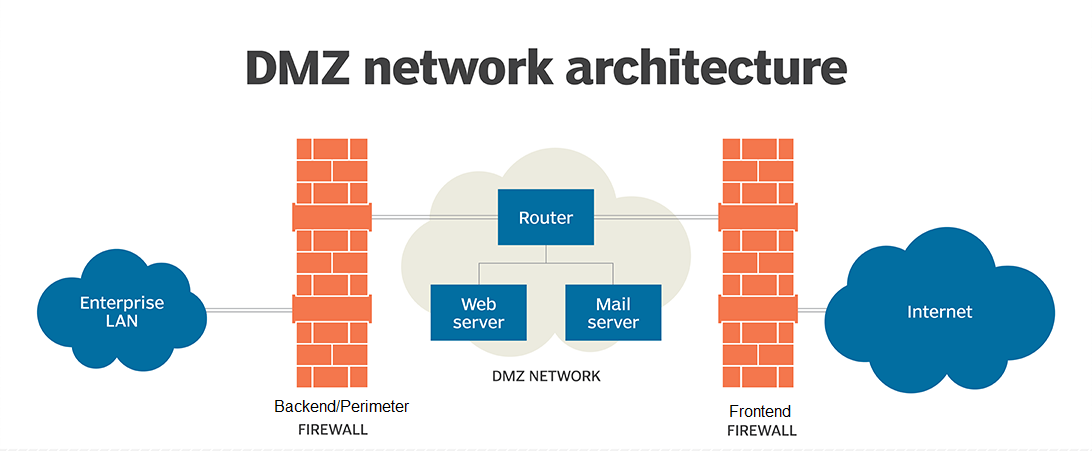 DMZ network architecture
Router
Enterprise
LAN
Web
server
Mail
server
Internet
DMZ NETWORK
Backend/Perimeter
FIREWALL
Frontend
FIREWALL